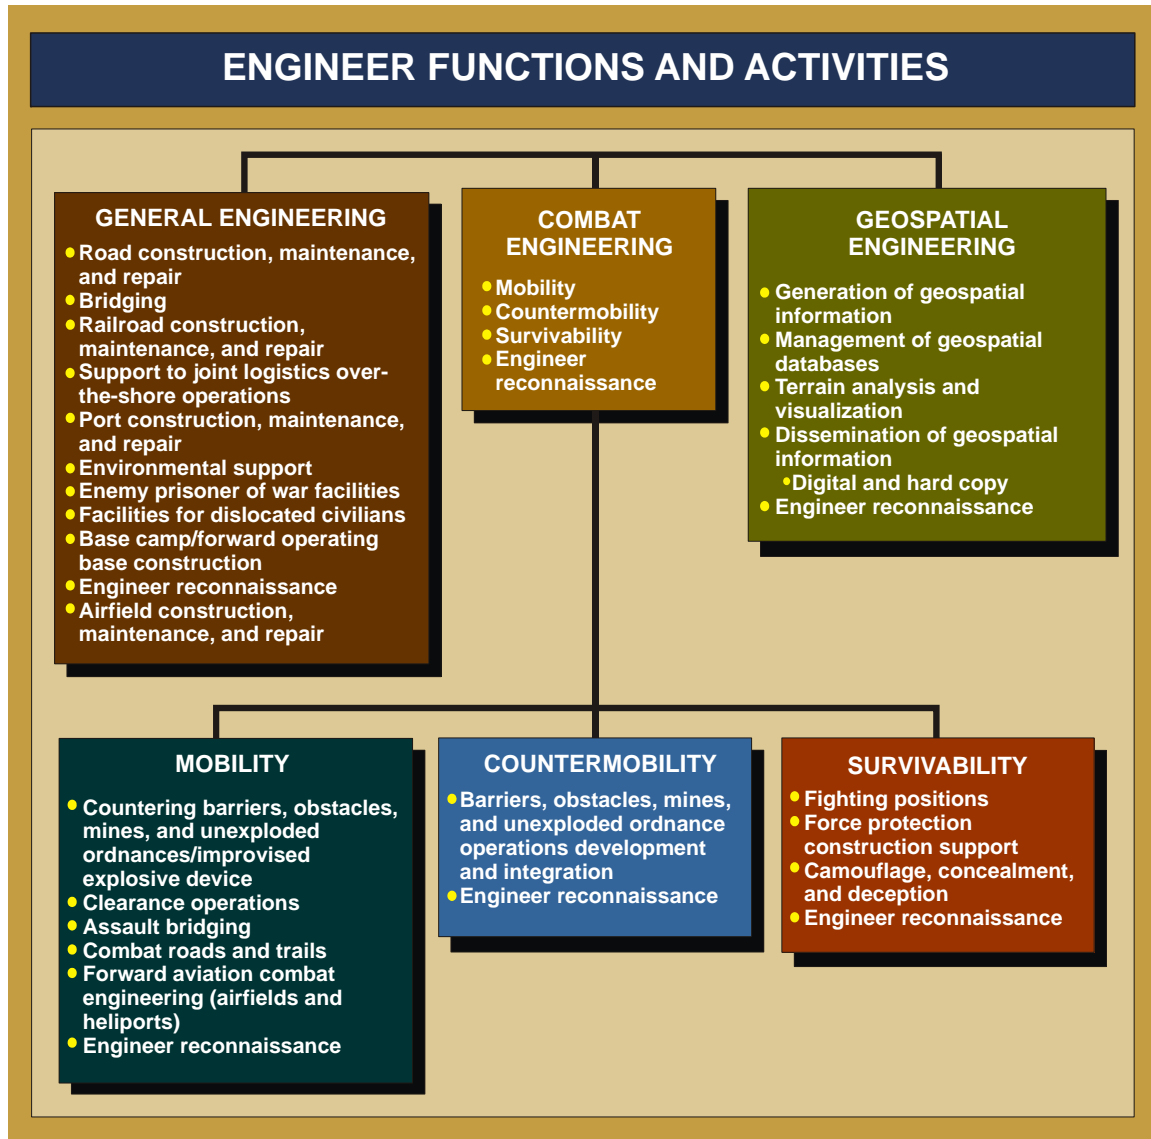 ENGINEER FUNCTIONS AND ACTIVITIES
GENERAL ENGINEERING
•Road construction, maintenance,
and repair
•Bridging
•Railroad construction,
maintenance, and repair
•Support to joint logistics over-
the-shore operations
•Port construction, maintenance,
and repair
•Environmental support
•Enemy prisoner of war facilities
•Facilities for dislocated civilians
•Base camp/forward operating
base construction
•Engineer reconnaissance
•Airfield construction,
maintenance, and repair
COMBAT
ENGINEERING
•Mobility
•Countermobility
•Survivability
•Engineer
reconnaissance
GEOSPATIAL
ENGINEERING
•Generation of geospatial
information
•Management of geospatial
databases
•Terrain analysis and
visualization
•Dissemination of geospatial
information
•Digital and hard copy
•Engineer reconnaissance
MOBILITY
•Countering barriers, obstacles,
mines, and unexploded
ordnances/improvised
explosive device
•Clearance operations
•Assault bridging
•Combat roads and trails
•Forward aviation combat
engineering (airfields and
heliports)
•Engineer reconnaissance
COUNTERMOBILITY
•Barriers, obstacles, mines,
and unexploded ordnance
operations development
and integration
•Engineer reconnaissance
SURVIVABILITY
•Fighting positions
•Force protection
construction support
•Camouflage, concealment,
and deception
•Engineer reconnaissance